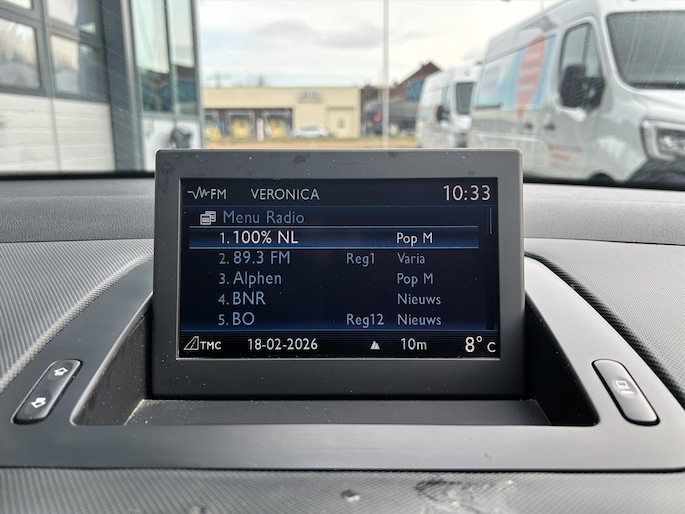 FM VERONICA 10:33
Menu Radio
1. 100% NL Pop M
2. 89.3 FM Reg1 Varia
3. Alphen Pop M
4. BNR Nieuws
5. BO Reg12 Nieuws
TMC 18-02-2026 10m 8° C